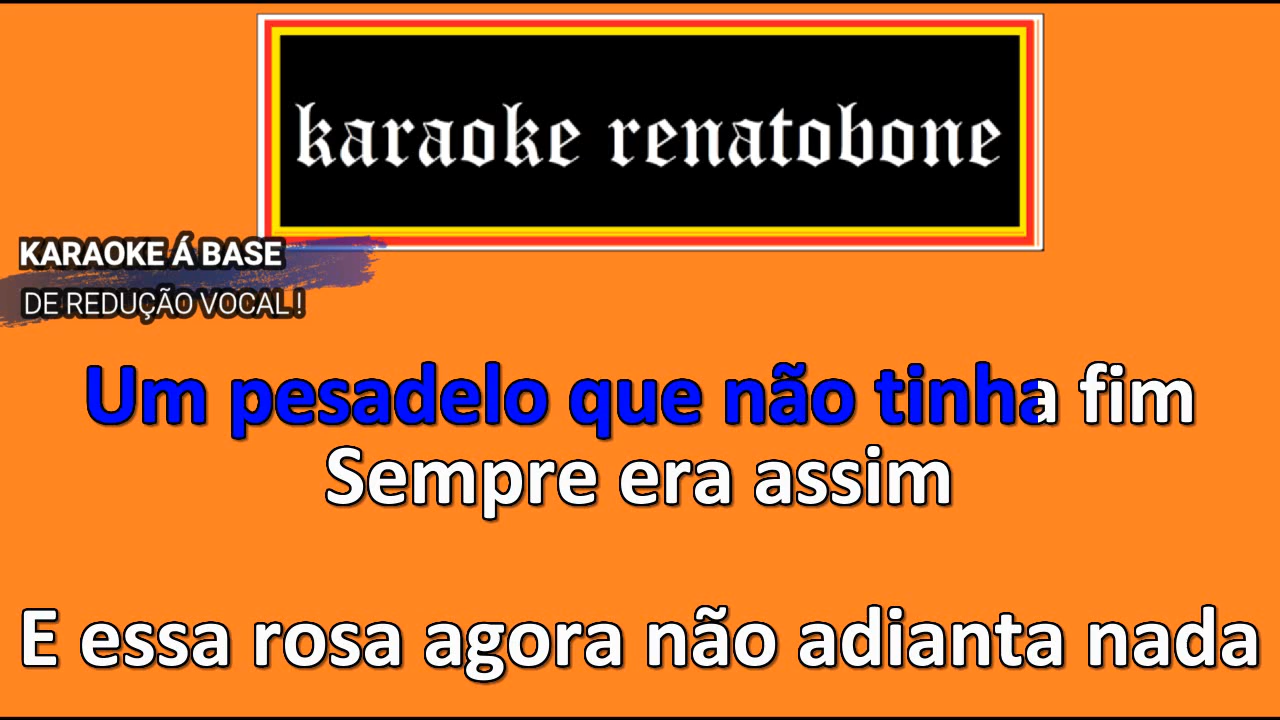 karaoke renatobone
KARAOKE Á BASE
DE REDUÇÃO VOCAL !
Um pesadelo que não tinha fim
Sempre era assim
E essa rosa agora não adianta nada